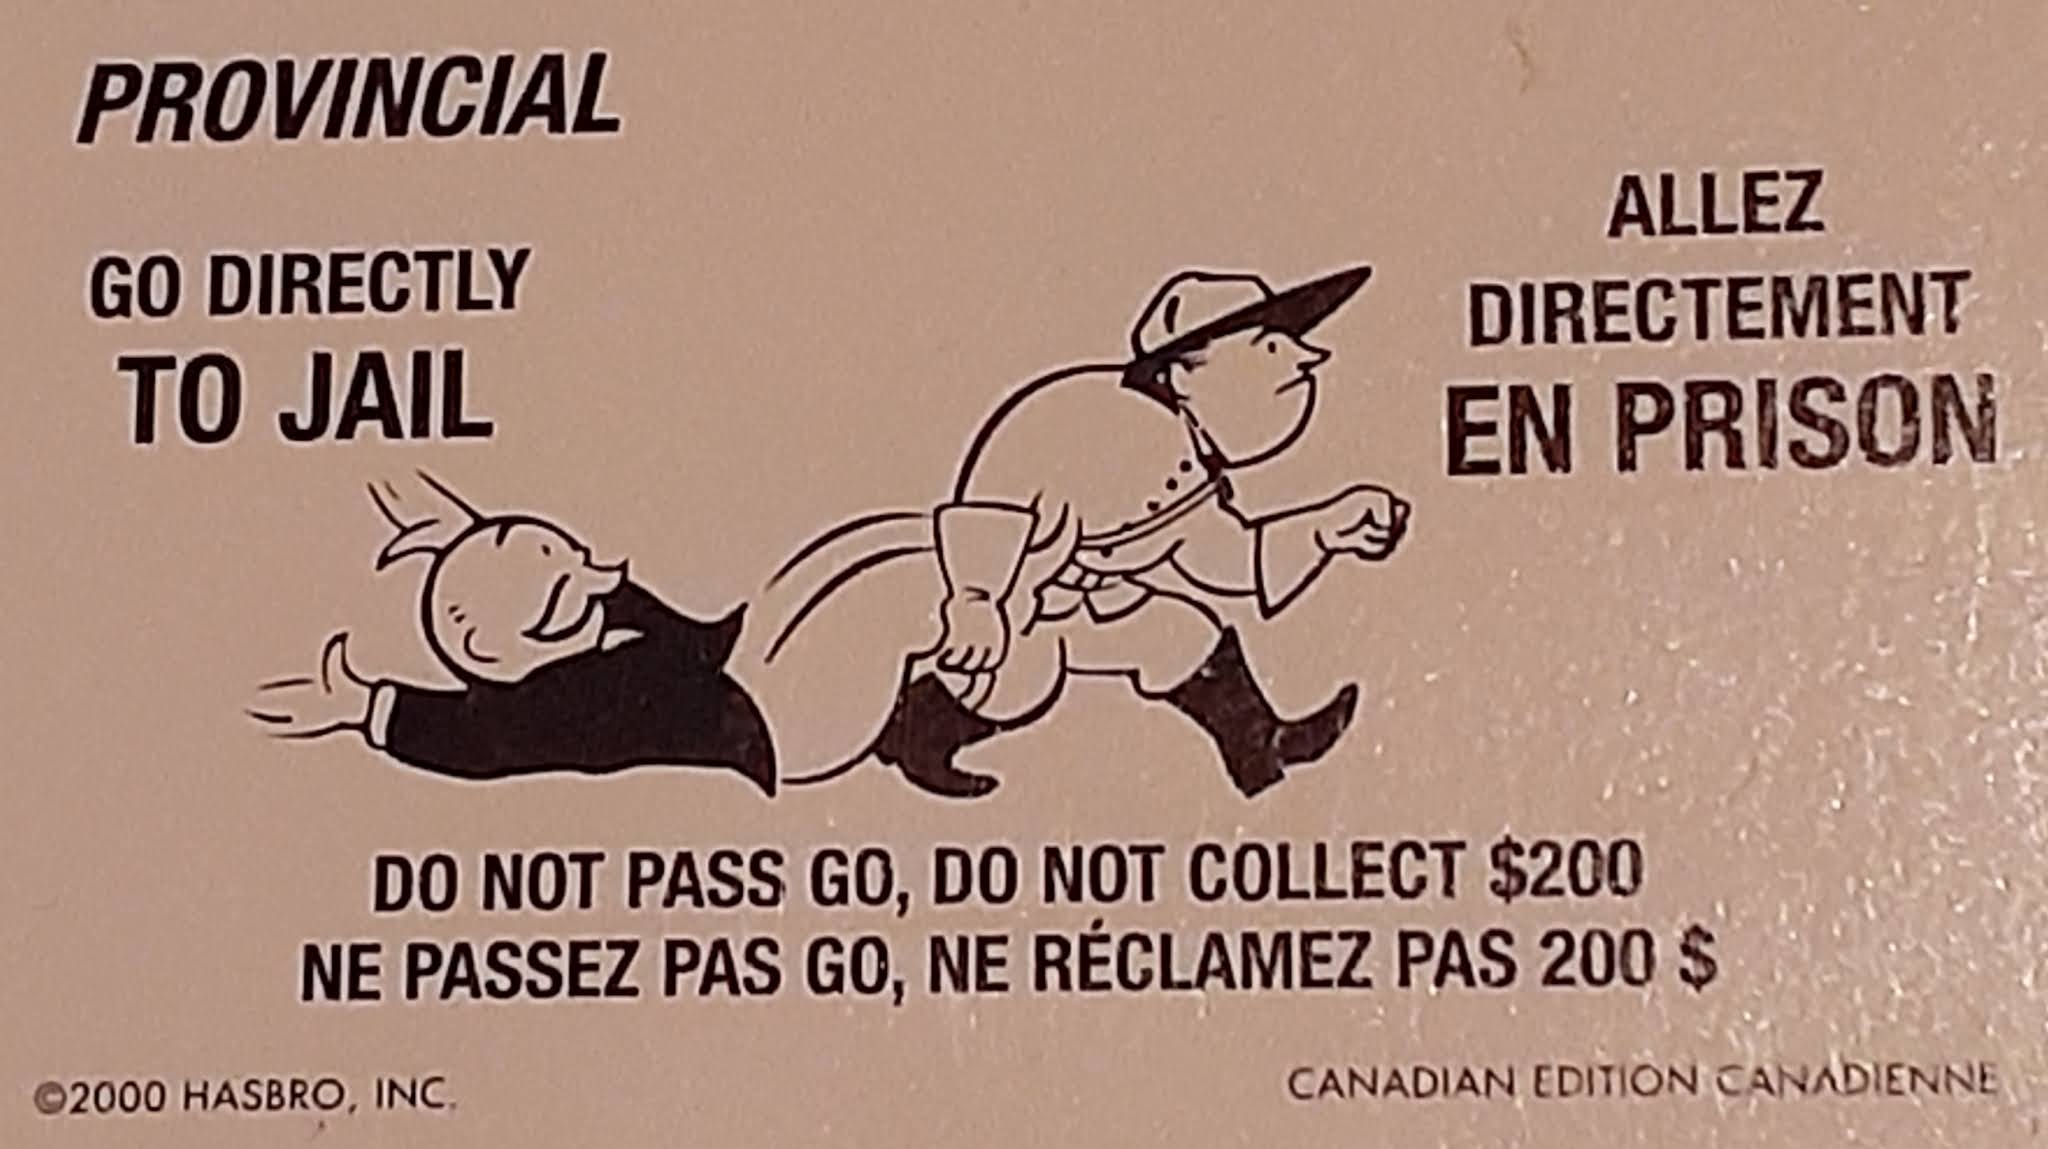 PROVINCIAL
GO DIRECTLY
TO JAIL
ALLEZ
DIRECTEMENT
EN PRISON
DO NOT PASS GO, DO NOT COLLECT $200
NE PASSEZ PAS GO, NE RÉCLAMEZ PAS 200 $
©2000 HASBRO, INC.
CANADIAN EDITION CANADIENNE